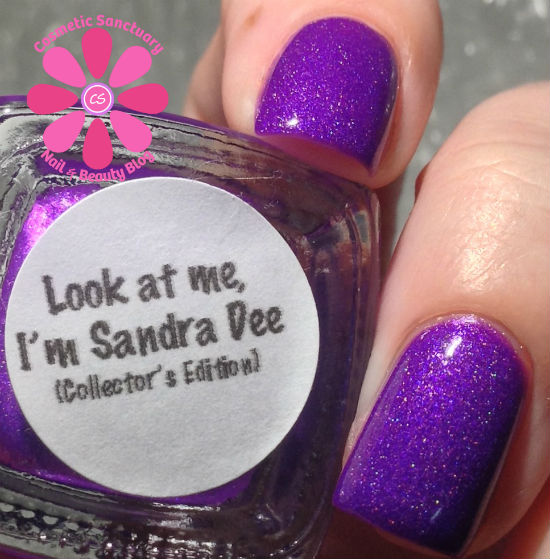 Cosmetic Sanctuary
CS
Nail & Beauty Blog
Look at me,
I'm Sandra Dee
(Collector's Edition)